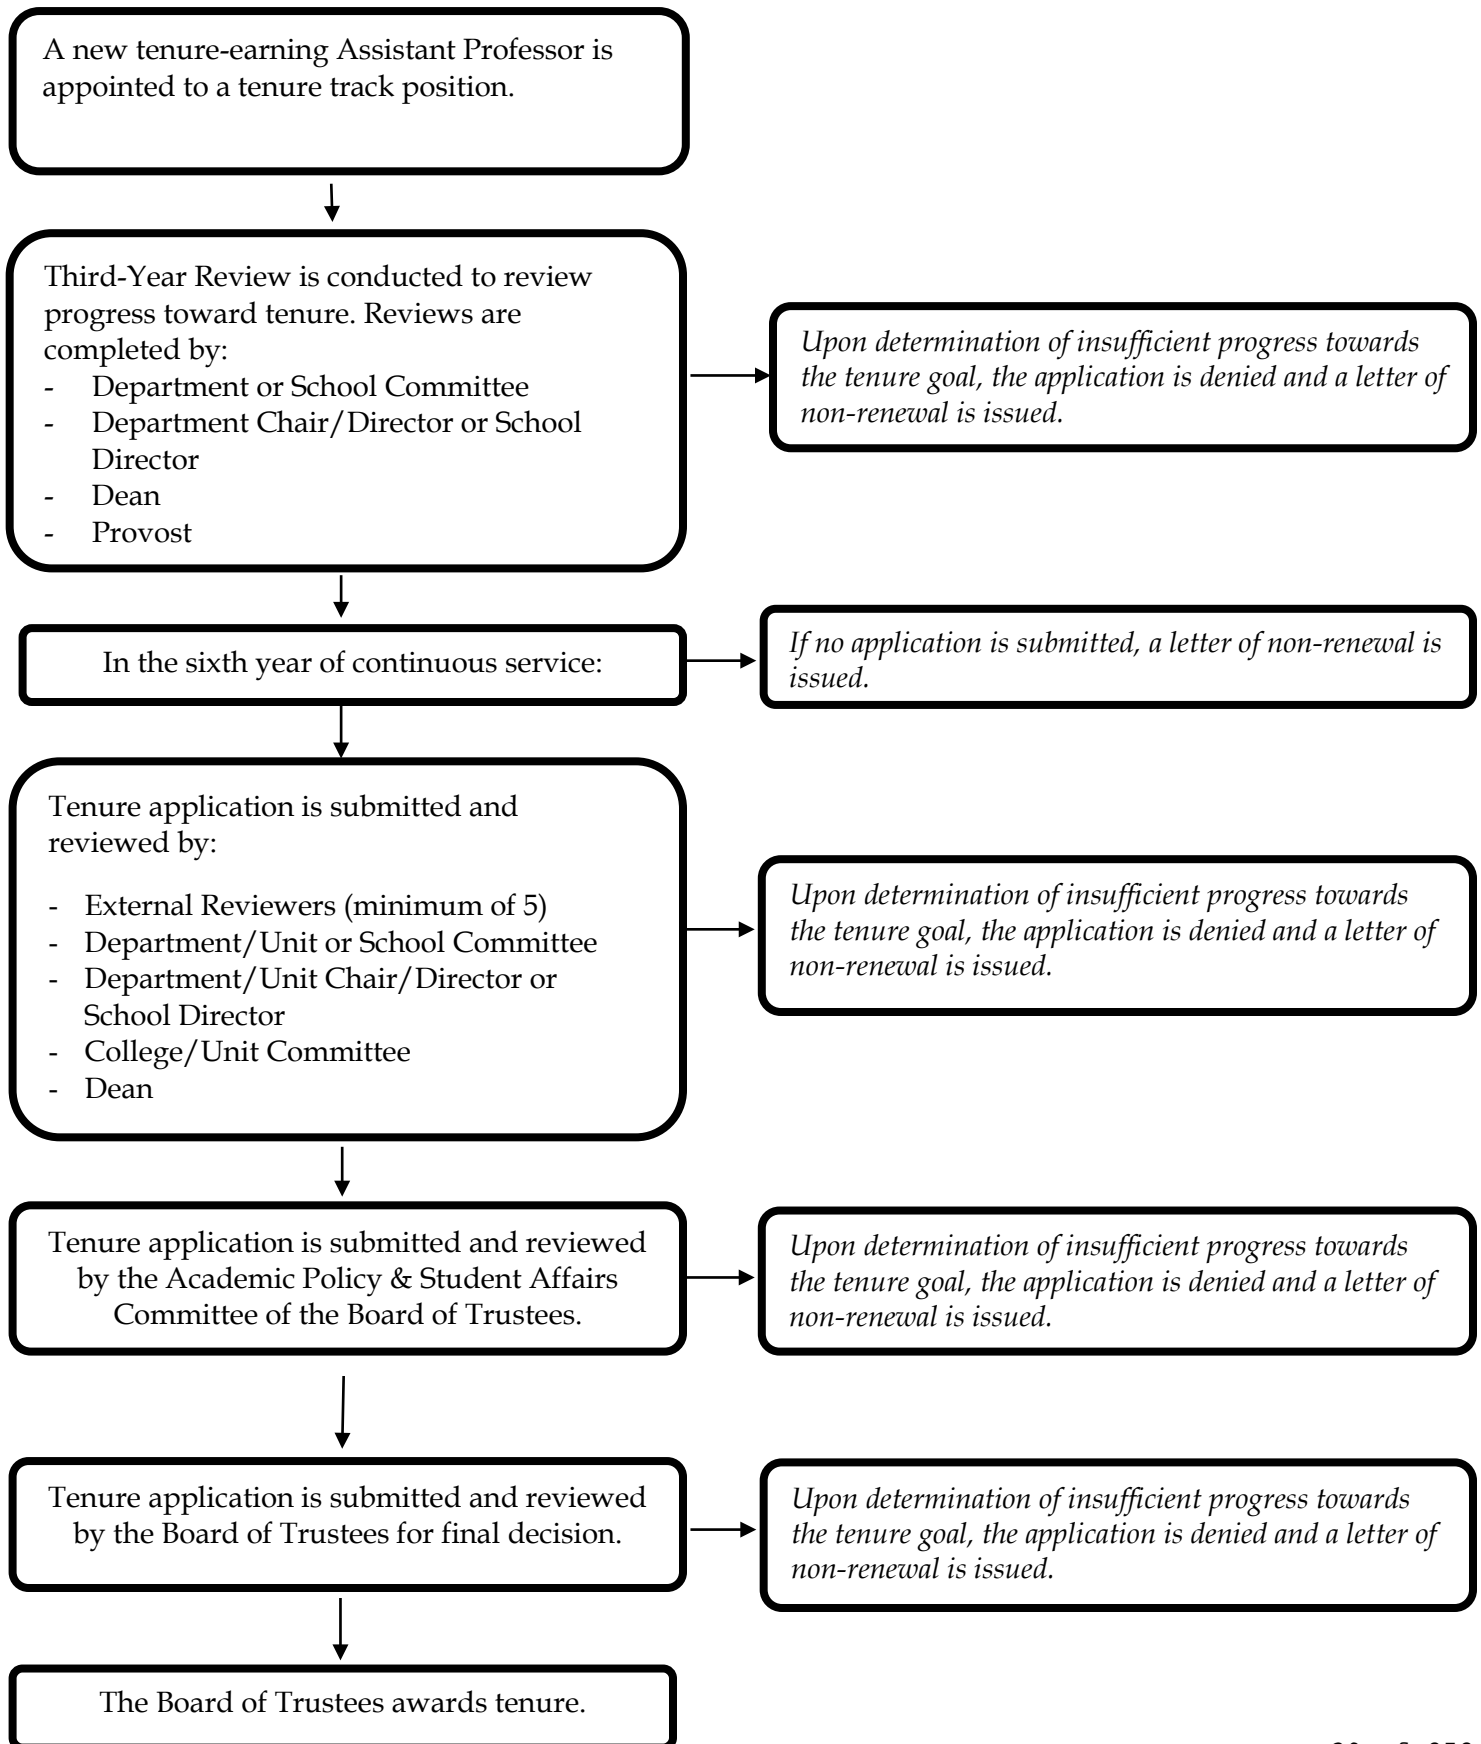 A new tenure-earning Assistant Professor is
appointed to a tenure track position.
Third-Year Review is conducted to review
progress toward tenure. Reviews are
completed by:
- Department or School Committee
- Department Chair/Director or School
Director
- Dean
- Provost
Upon determination of insufficient progress towards
the tenure goal, the application is denied and a letter of
non-renewal is issued.
In the sixth year of continuous service:
If no application is submitted, a letter of non-renewal is
issued.
Tenure application is submitted and
reviewed by:
- External Reviewers (minimum of 5)
- Department/Unit or School Committee
- Department/Unit Chair/Director or
School Director
- College/Unit Committee
- Dean
Upon determination of insufficient progress towards
the tenure goal, the application is denied and a letter of
non-renewal is issued.
Tenure application is submitted and reviewed
by the Academic Policy & Student Affairs
Committee of the Board of Trustees.
Upon determination of insufficient progress towards
the tenure goal, the application is denied and a letter of
non-renewal is issued.
Tenure application is submitted and reviewed
by the Board of Trustees for final decision.
Upon determination of insufficient progress towards
the tenure goal, the application is denied and a letter of
non-renewal is issued.
The Board of Trustees awards tenure.